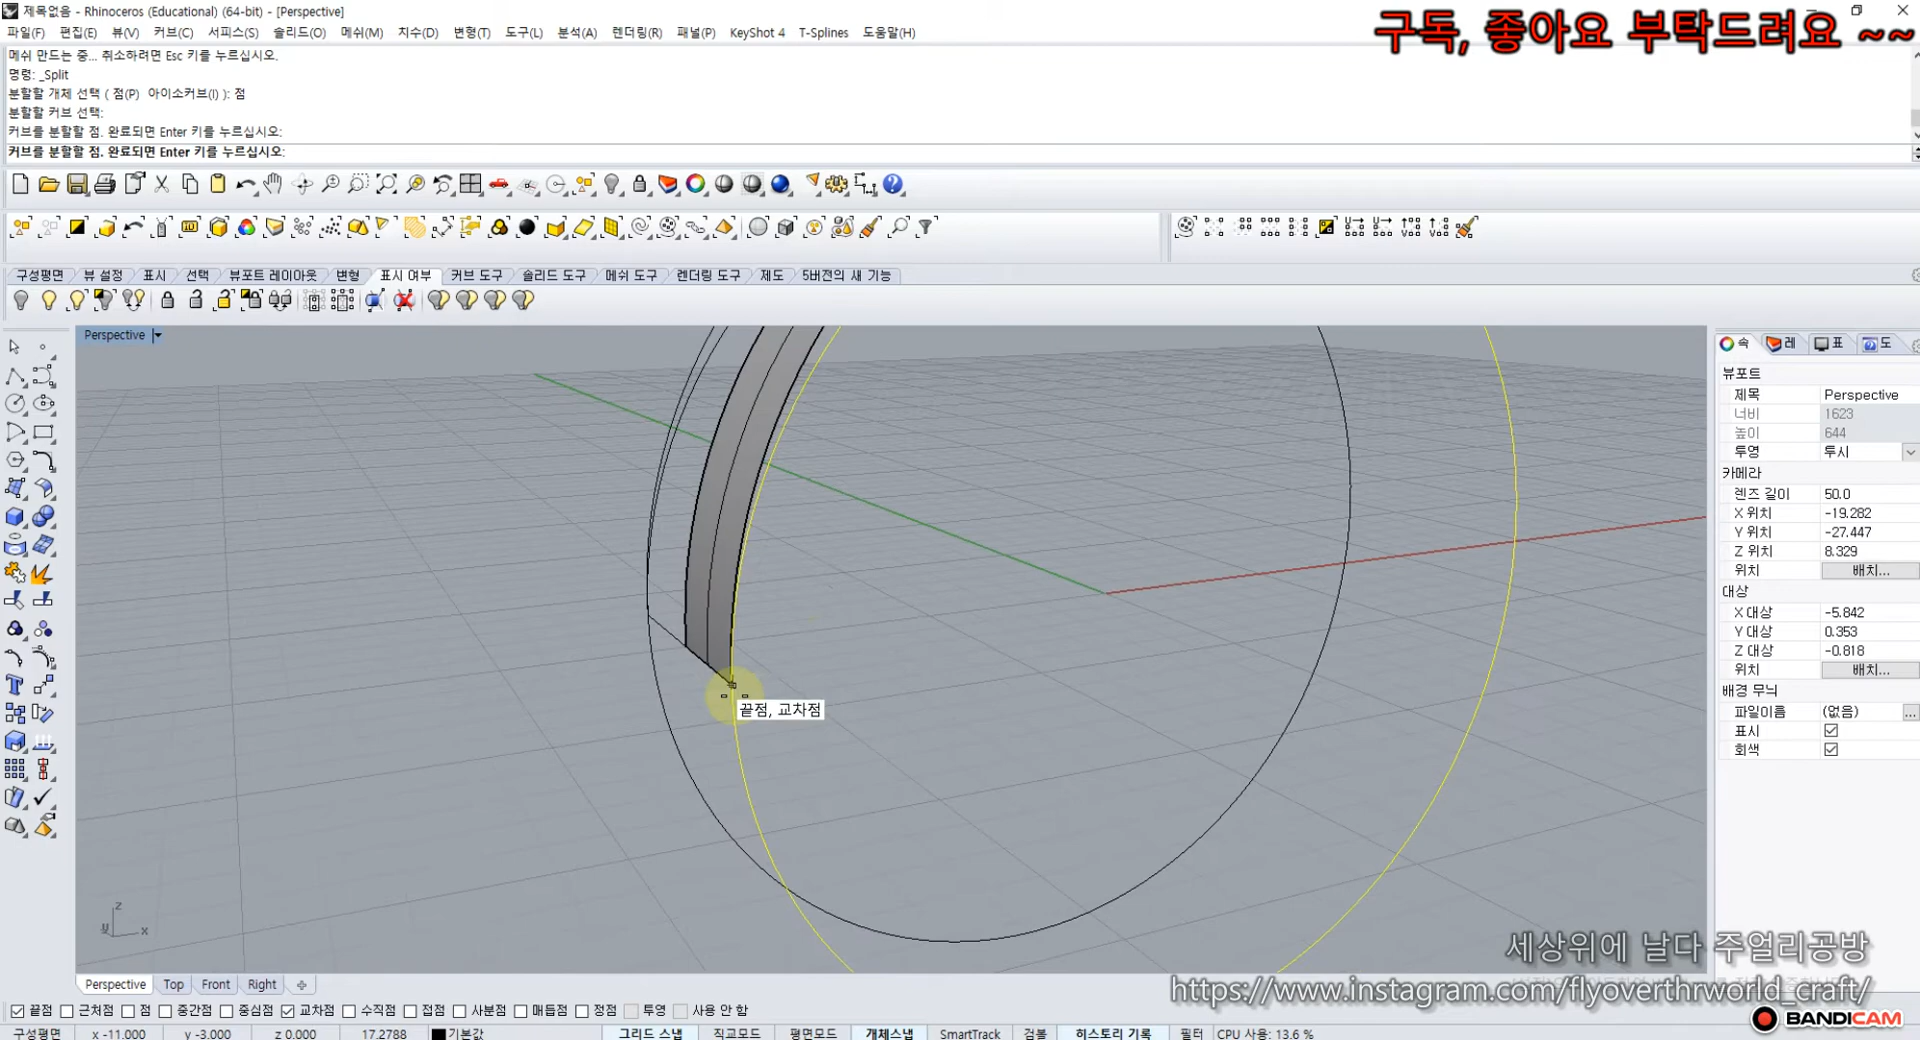 제목없음 - Rhinoceros (Educational) (64-bit) - [Perspective]
파일(F) 편집(E) 뷰(V) 커브(C) 서피스(S) 솔리드(O) 메쉬(M) 치수(D) 변형(T) 도구(L) 분석(A) 렌더링(R) 패널(P) KeyShot 4 T-Splines 도움말(H)
구독, 좋아요 부탁드려요 ~~
메쉬 만드는 중... 취소하려면 Esc 키를 누르십시오.
명령: _Split
분할할 개체 선택 ( 점(P) 아이소커브(I) ): 점
분할할 커브 선택:
커브를 분할할 점. 완료되면 Enter 키를 누르십시오:
커브를 분할할 점. 완료되면 Enter 키를 누르십시오:
구성평면 뷰 설정 표시 선택 뷰포트 레이아웃 변형 표시 여부 커브 도구 솔리드 도구 메쉬 도구 렌더링 도구 제도 5버전의 새 기능
Perspective
속 레 표 도
뷰포트
제목 Perspective
너비 1623
높이 644
투영 투시
카메라
렌즈 길이 50.0
X 위치 -19.282
Y 위치 -27.447
Z 위치 8.329
위치 배치...
대상
X 대상 -5.842
Y 대상 0.353
Z 대상 -0.818
위치 배치...
배경 무늬
파일이름 (없음) ...
표시
회색
끝점, 교차점
z
y x
세상위에 날다 주얼리공방
https://www.instagram.com/flyoverthrworld_craft/
Perspective Top Front Right
끝점 근처점 점 중간점 중심점 교차점 수직점 접점 사분점 매듭점 정점 투영 사용 안 함
BANDICAM
구성평면 x -11.000 y -3.000 z 0.000 17.2788 기본값 그리드 스냅 직교모드 평면모드 개체스냅 SmartTrack 검볼 히스토리 기록 필터 CPU 사용: 13.6 %